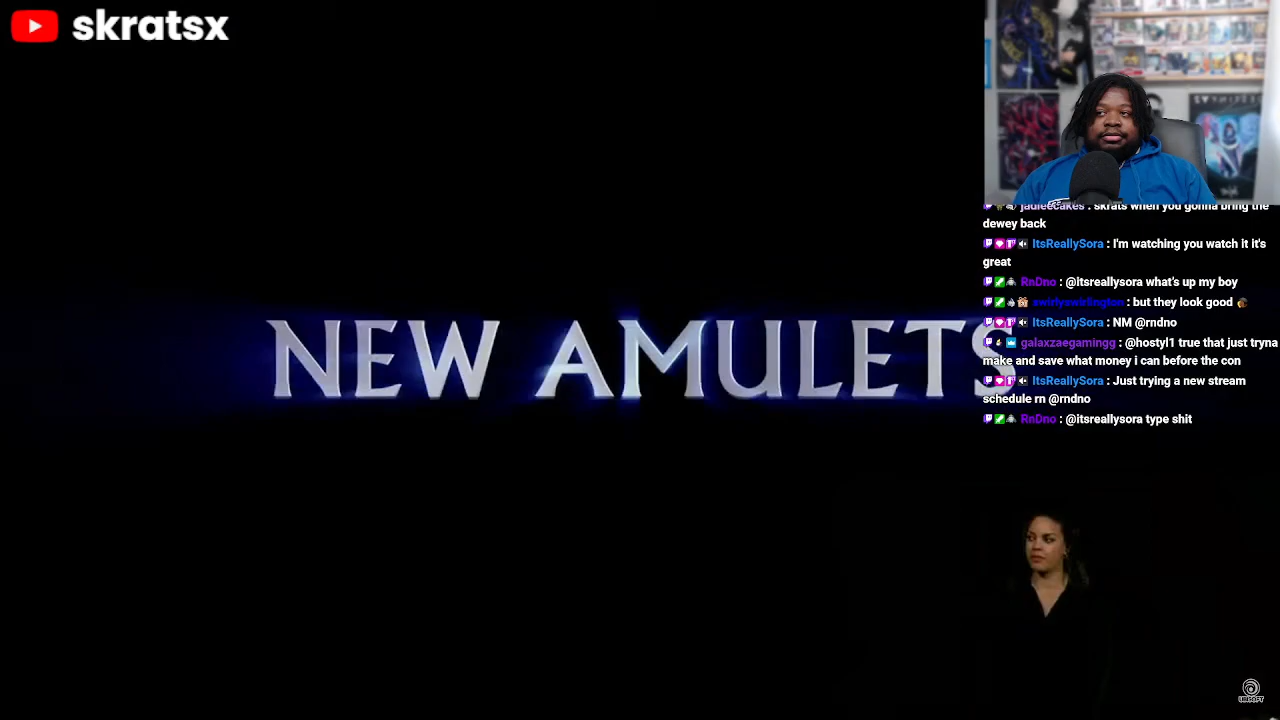 skratsx
jadieecakes : skrats when you gonna bring the
dewey back
ItsReallySora : I'm watching you watch it it's
great
RnDno : @itsreallysora what's up my boy
swirlyswirlington : but they look good
ItsReallySora : NM @rndno
galaxzaegamingg : @hostyl1 true that just tryna
make and save what money i can before the con
ItsReallySora : Just trying a new stream
schedule rn @rndno
RnDno : @itsreallysora type shit
NEW AMULETS
UBISOFT